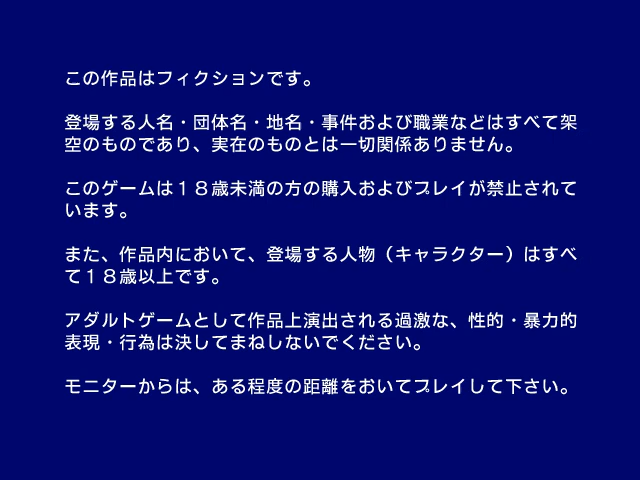 この作品はフィクションです。
登場する人名・団体名・地名・事件および職業などはすべて架
空のものであり、実在のものとは一切関係ありません。
このゲームは１８歳未満の方の購入およびプレイが禁止されて
います。
また、作品内において、登場する人物（キャラクター）はすべ
て１８歳以上です。
アダルトゲームとして作品上演出される過激な、性的・暴力的
表現・行為は決してまねしないでください。
モニターからは、ある程度の距離をおいてプレイして下さい。